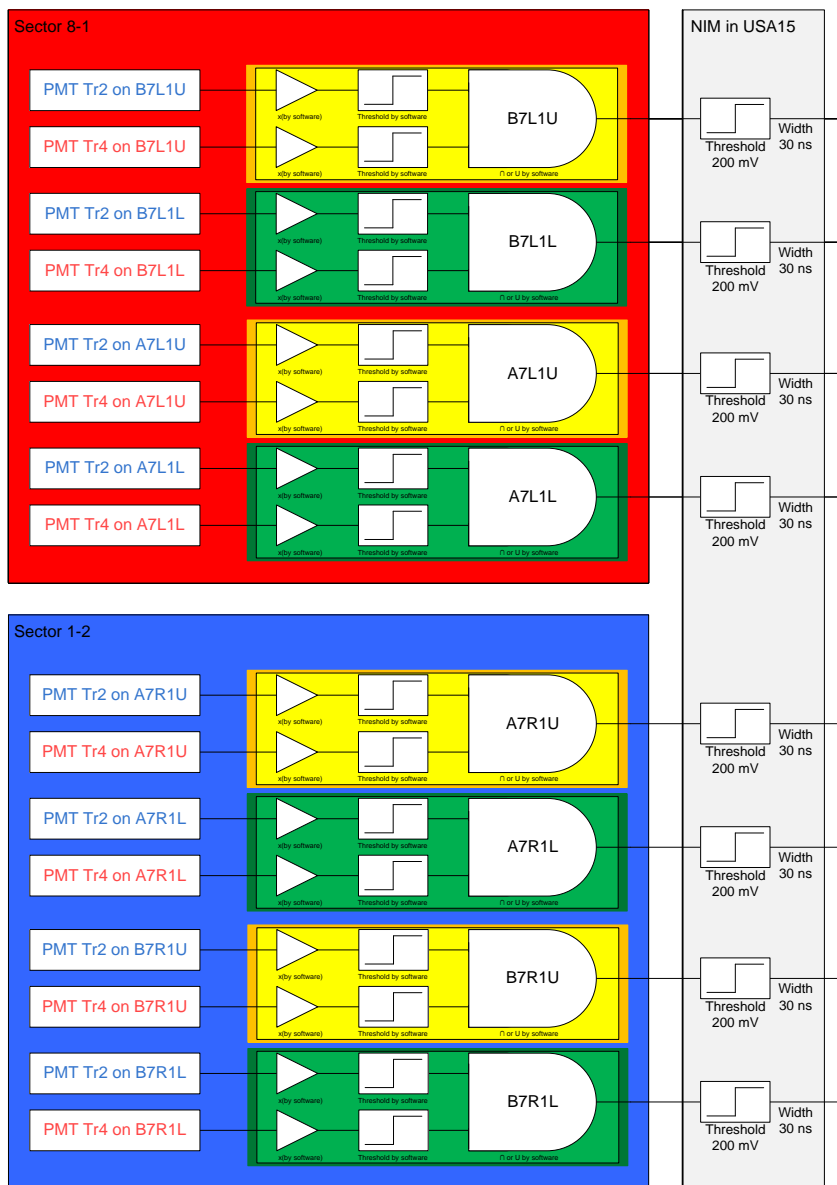 Sector 8-1
NIM in USA15
PMT Tr2 on B7L1U
x(by software)
Threshold by software
PMT Tr4 on B7L1U
x(by software)
Threshold by software
B7L1U
∩ or U by software
Threshold
200 mV
Width
30 ns
PMT Tr2 on B7L1L
x(by software)
Threshold by software
PMT Tr4 on B7L1L
x(by software)
Threshold by software
B7L1L
∩ or U by software
Threshold
200 mV
Width
30 ns
PMT Tr2 on A7L1U
x(by software)
Threshold by software
PMT Tr4 on A7L1U
x(by software)
Threshold by software
A7L1U
∩ or U by software
Threshold
200 mV
Width
30 ns
PMT Tr2 on A7L1L
x(by software)
Threshold by software
PMT Tr4 on A7L1L
x(by software)
Threshold by software
A7L1L
∩ or U by software
Threshold
200 mV
Width
30 ns
Sector 1-2
PMT Tr2 on A7R1U
x(by software)
Threshold by software
PMT Tr4 on A7R1U
x(by software)
Threshold by software
A7R1U
∩ or U by software
Threshold
200 mV
Width
30 ns
PMT Tr2 on A7R1L
x(by software)
Threshold by software
PMT Tr4 on A7R1L
x(by software)
Threshold by software
A7R1L
∩ or U by software
Threshold
200 mV
Width
30 ns
PMT Tr2 on B7R1U
x(by software)
Threshold by software
PMT Tr4 on B7R1U
x(by software)
Threshold by software
B7R1U
∩ or U by software
Threshold
200 mV
Width
30 ns
PMT Tr2 on B7R1L
x(by software)
Threshold by software
PMT Tr4 on B7R1L
x(by software)
Threshold by software
B7R1L
∩ or U by software
Threshold
200 mV
Width
30 ns